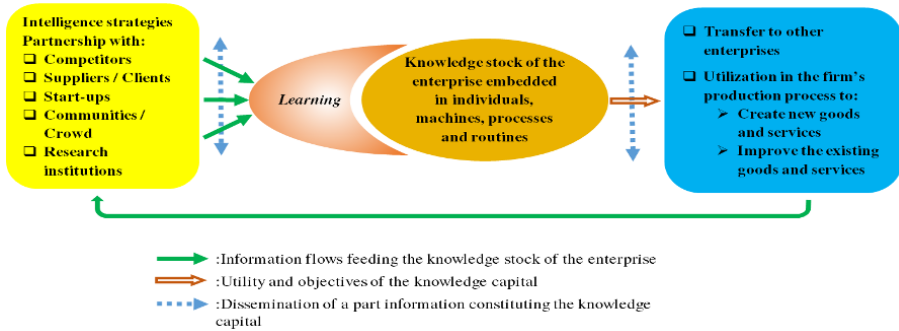 Intelligence strategies
Partnership with:
❑ Competitors
❑ Suppliers / Clients
❑ Start-ups
❑ Communities /
Crowd
❑ Research
institutions
Learning
Knowledge stock of the
enterprise embedded
in individuals,
machines, processes
and routines
❑ Transfer to other
enterprises
❑ Utilization in the firm's
production process to:
➢ Create new goods
and services
➢ Improve the existing
goods and services
:Information flows feeding the knowledge stock of the enterprise
:Utility and objectives of the knowledge capital
:Dissemination of a part information constituting the knowledge
capital